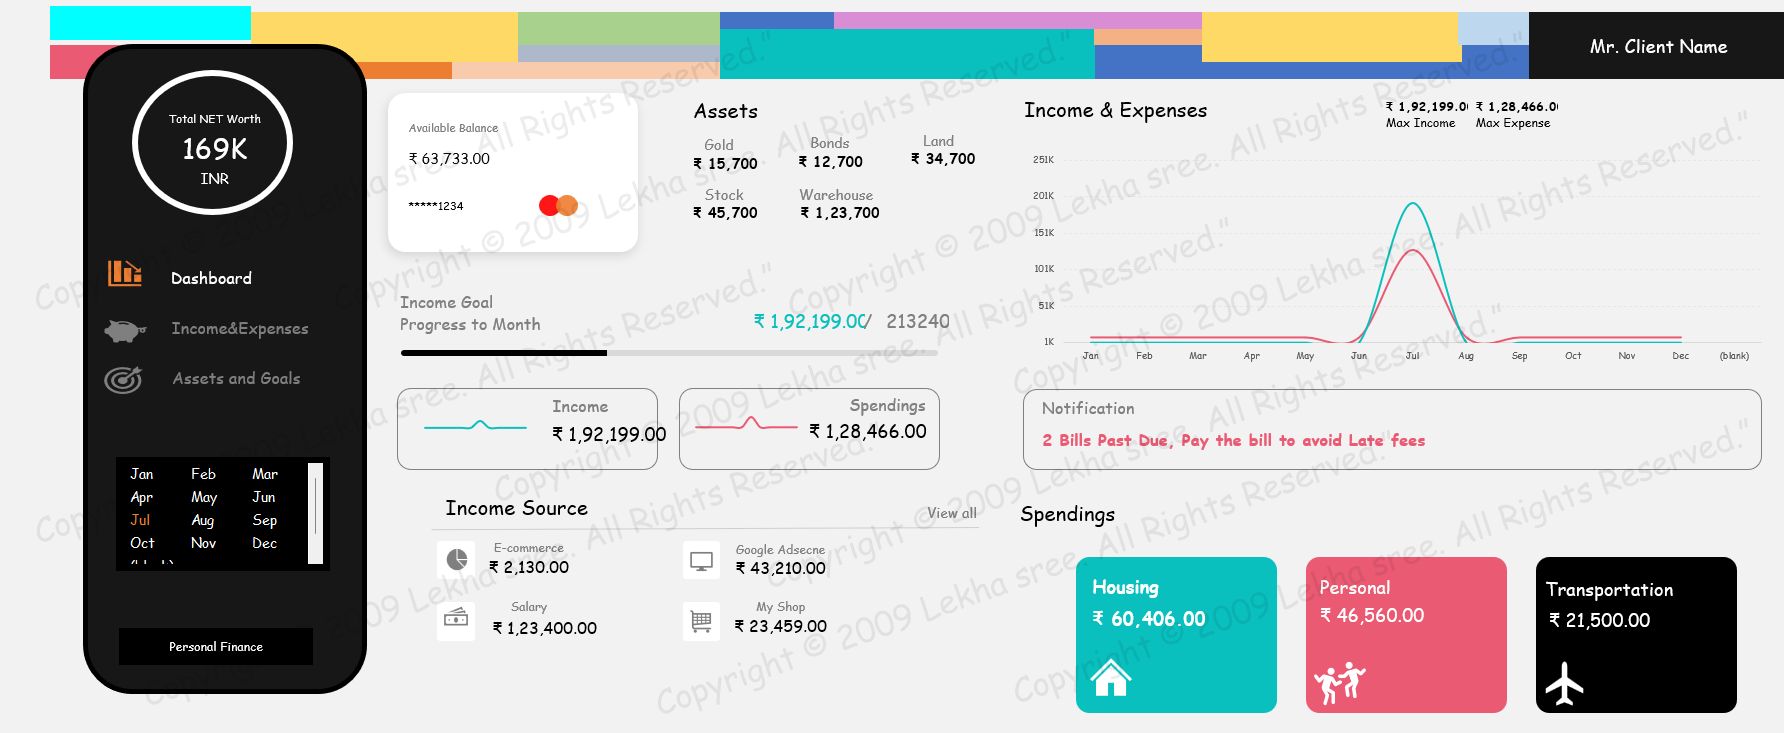 Mr. Client Name
Total NET Worth
169K
INR
Dashboard
Income&Expenses
Assets and Goals
Jan Feb Mar
Apr May Jun
Jul Aug Sep
Oct Nov Dec
Personal Finance
Available Balance
₹ 63,733.00
*****1234
Assets
Gold
₹ 15,700
Bonds
₹ 12,700
Land
₹ 34,700
Stock
₹ 45,700
Warehouse
₹ 1,23,700
Income Goal
Progress to Month
₹ 1,92,199.00/ 213240
Income
₹ 1,92,199.00
Spendings
₹ 1,28,466.00
Income Source
View all
E-commerce
₹ 2,130.00
Google Adsecne
₹ 43,210.00
Salary
₹ 1,23,400.00
My Shop
₹ 23,459.00
Income & Expenses
₹ 1,92,199.0
Max Income
₹ 1,28,466.0
Max Expense
251K
201K
151K
101K
51K
1K
Jan Feb Mar Apr May Jun Jul Aug Sep Oct Nov Dec (blank)
Notification
2 Bills Past Due, Pay the bill to avoid Late fees
Spendings
Housing
₹ 60,406.00
Personal
₹ 46,560.00
Transportation
₹ 21,500.00
Copyright © 2009 Lekha sree. All Rights Reserved."